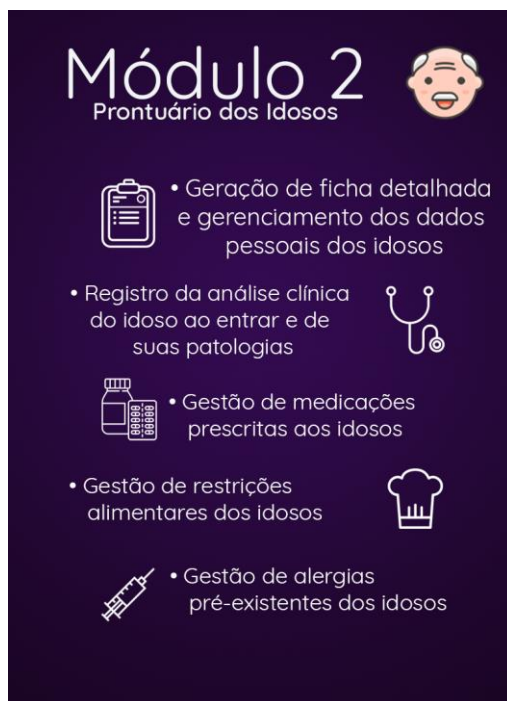 Módulo 2
Prontuário dos Idosos
• Geração de ficha detalhada
e gerenciamento dos dados
pessoais dos idosos
• Registro da análise clínica
do idoso ao entrar e de
suas patologias
• Gestão de medicações
prescritas aos idosos
• Gestão de restrições
alimentares dos idosos
• Gestão de alergias
pré-existentes dos idosos